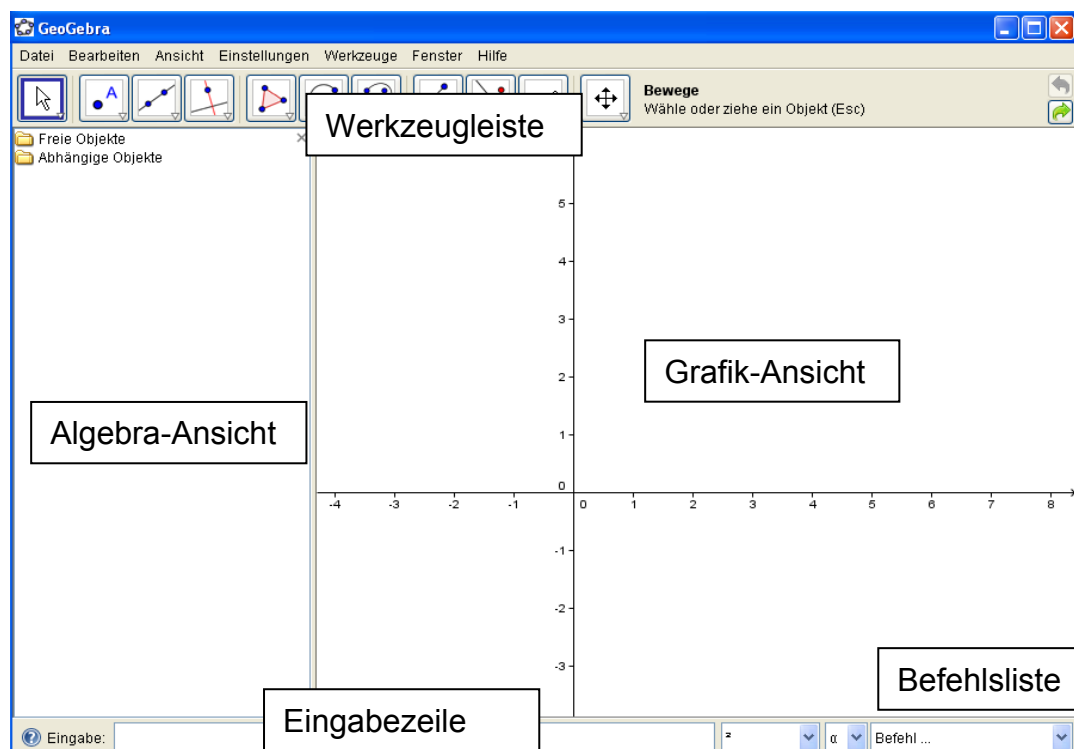 GeoGebra
Datei Bearbeiten Ansicht Einstellungen Werkzeuge Fenster Hilfe
A
Bewege
Wähle oder ziehe ein Objekt (Esc)
Werkzeugleiste
Freie Objekte
Abhängige Objekte
5
4
3
Grafik-Ansicht
2
Algebra-Ansicht
1
0
-4 -3 -2 -1 0 1 2 3 4 5 6 7 8
-1
-2
-3
Befehlsliste
Eingabezeile
Eingabe: ² α Befehl ...